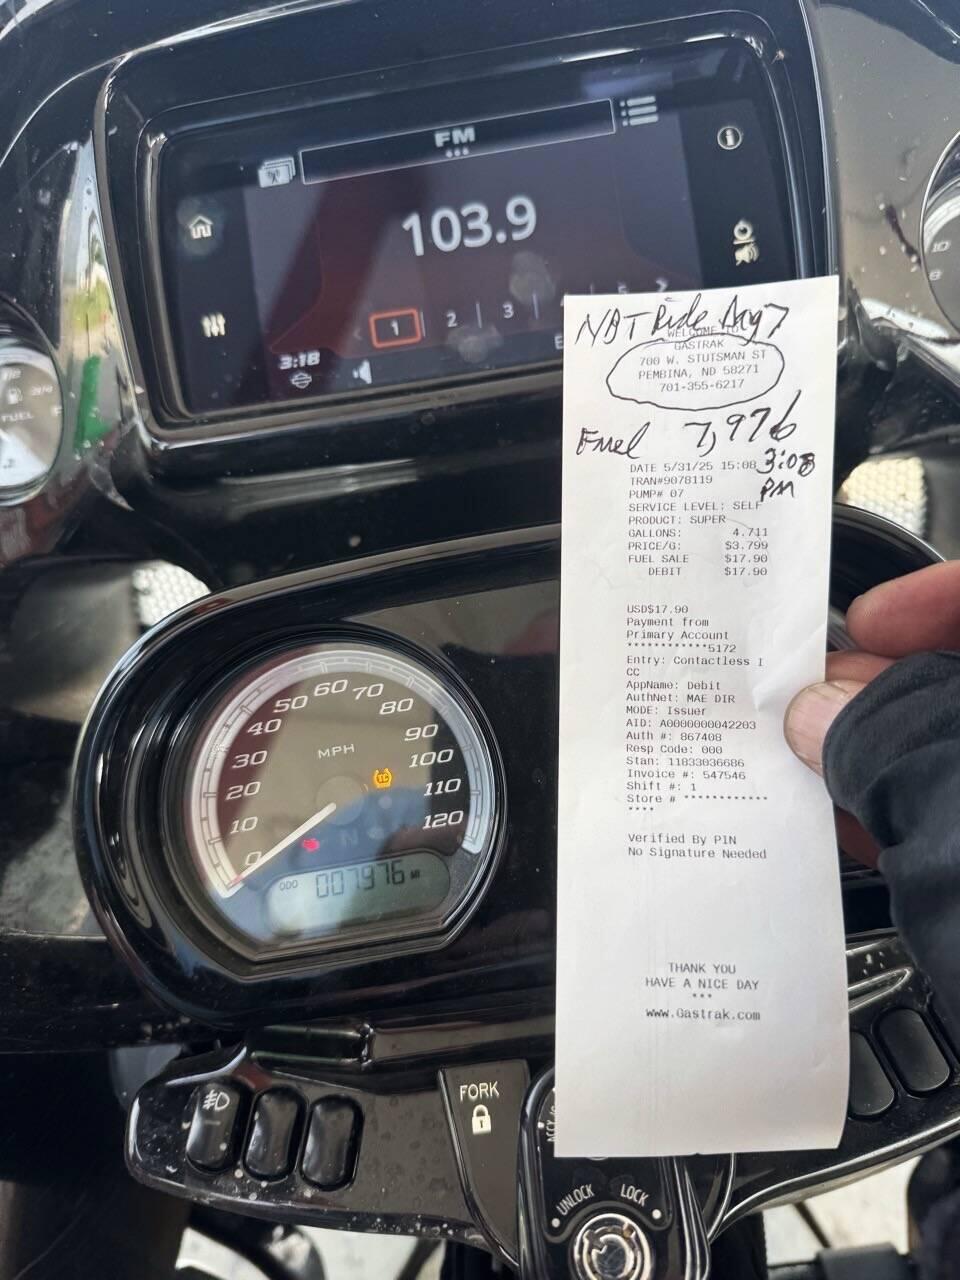 FM
103.9
1 2 3
3:18
NBT Ride Aug 7
WELCOME TO
GASTRAK
700 W. STUTSMAN ST
PEMBINA, ND 58271
701-355-6217
Fuel 7,976
DATE 5/31/25 15:08 3:08
PM
TRAN#9078119
PUMP# 07
SERVICE LEVEL: SELF
PRODUCT: SUPER
GALLONS: 4.711
PRICE/G: $3.799
FUEL SALE $17.90
DEBIT $17.90
USD$17.90
Payment from
Primary Account
************5172
Entry: Contactless I
CC
AppName: Debit
AuthNet: MAE DIR
MODE: Issuer
AID: A0000000042203
Auth #: 867408
Resp Code: 000
Stan: 11033036686
Invoice #: 547546
Shift #: 1
Store # ************
****
Verified By PIN
No Signature Needed
THANK YOU
HAVE A NICE DAY
***
www.Gastrak.com
FUEL
0 10 20 30 40 50 60 70 80 90 100 110 120
MPH
TC
N
ODO 007976 MI
FORK
UNLOCK LOCK
10
8